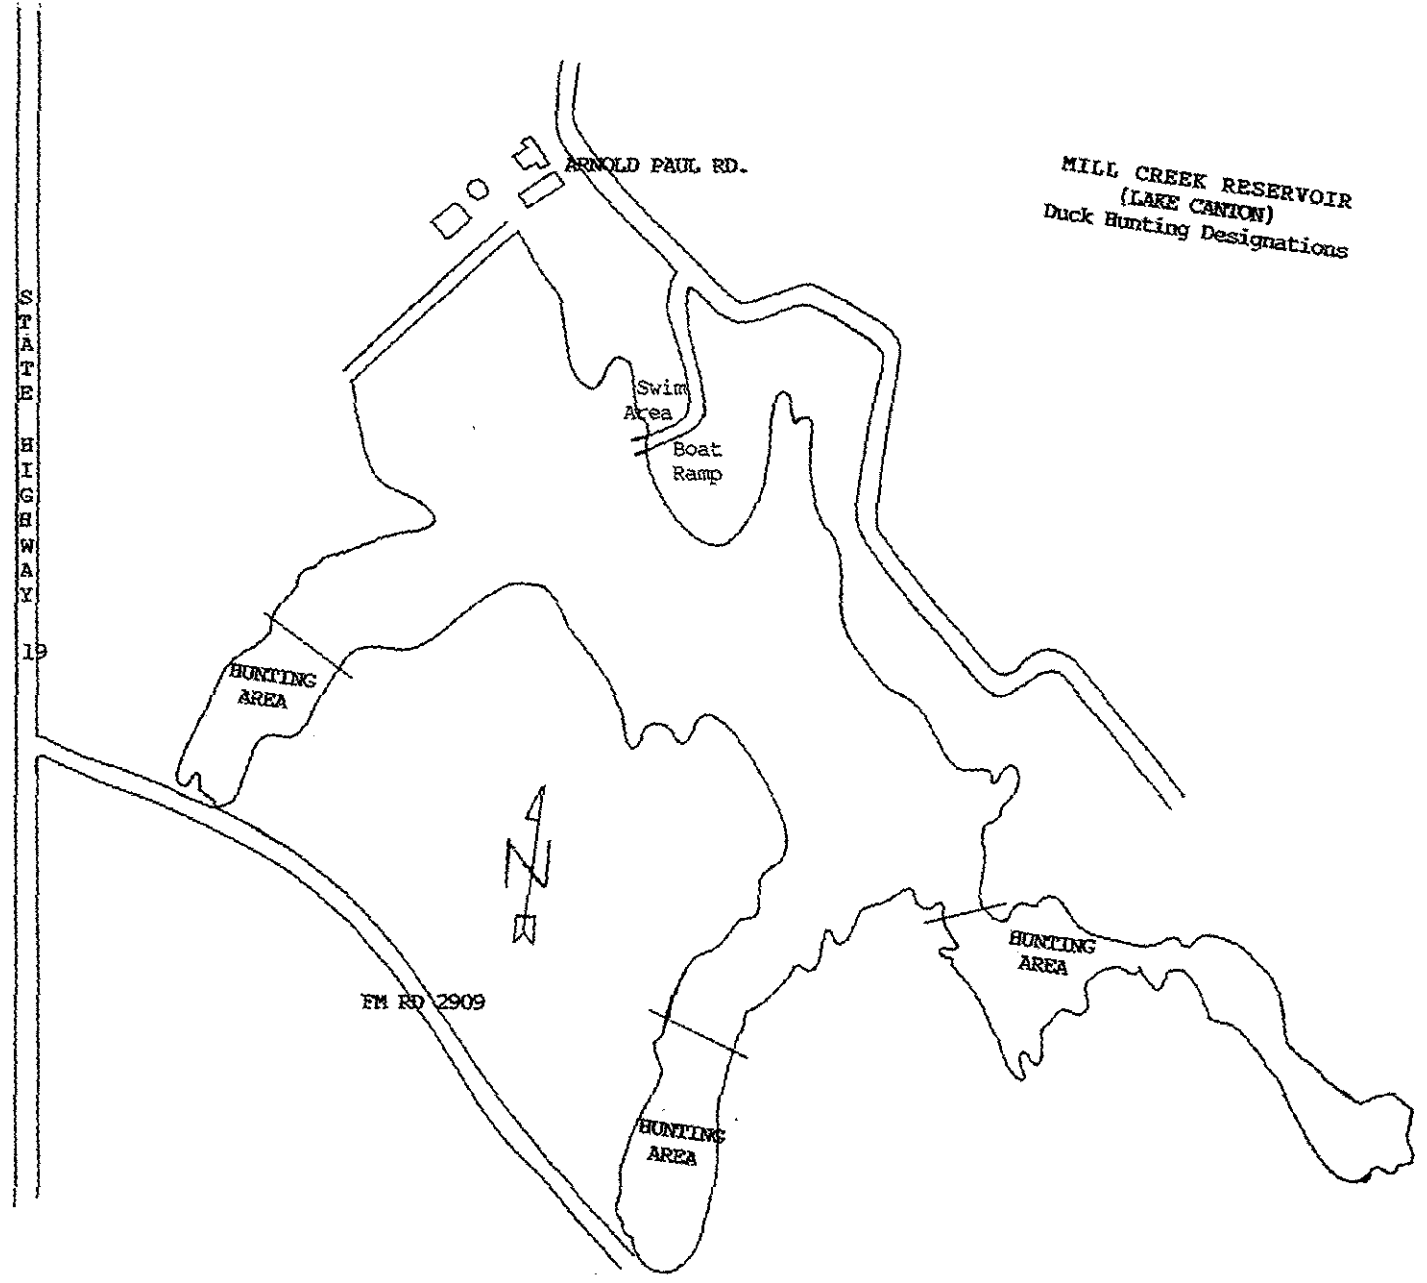 MILL CREEK RESERVOIR
(LAKE CANTON)
Duck Hunting Designations
ARNOLD PAUL RD.
STATE HIGHWAY 19
Swim
Area
Boat
Ramp
HUNTING
AREA
N
HUNTING
AREA
FM RD 2909
HUNTING
AREA